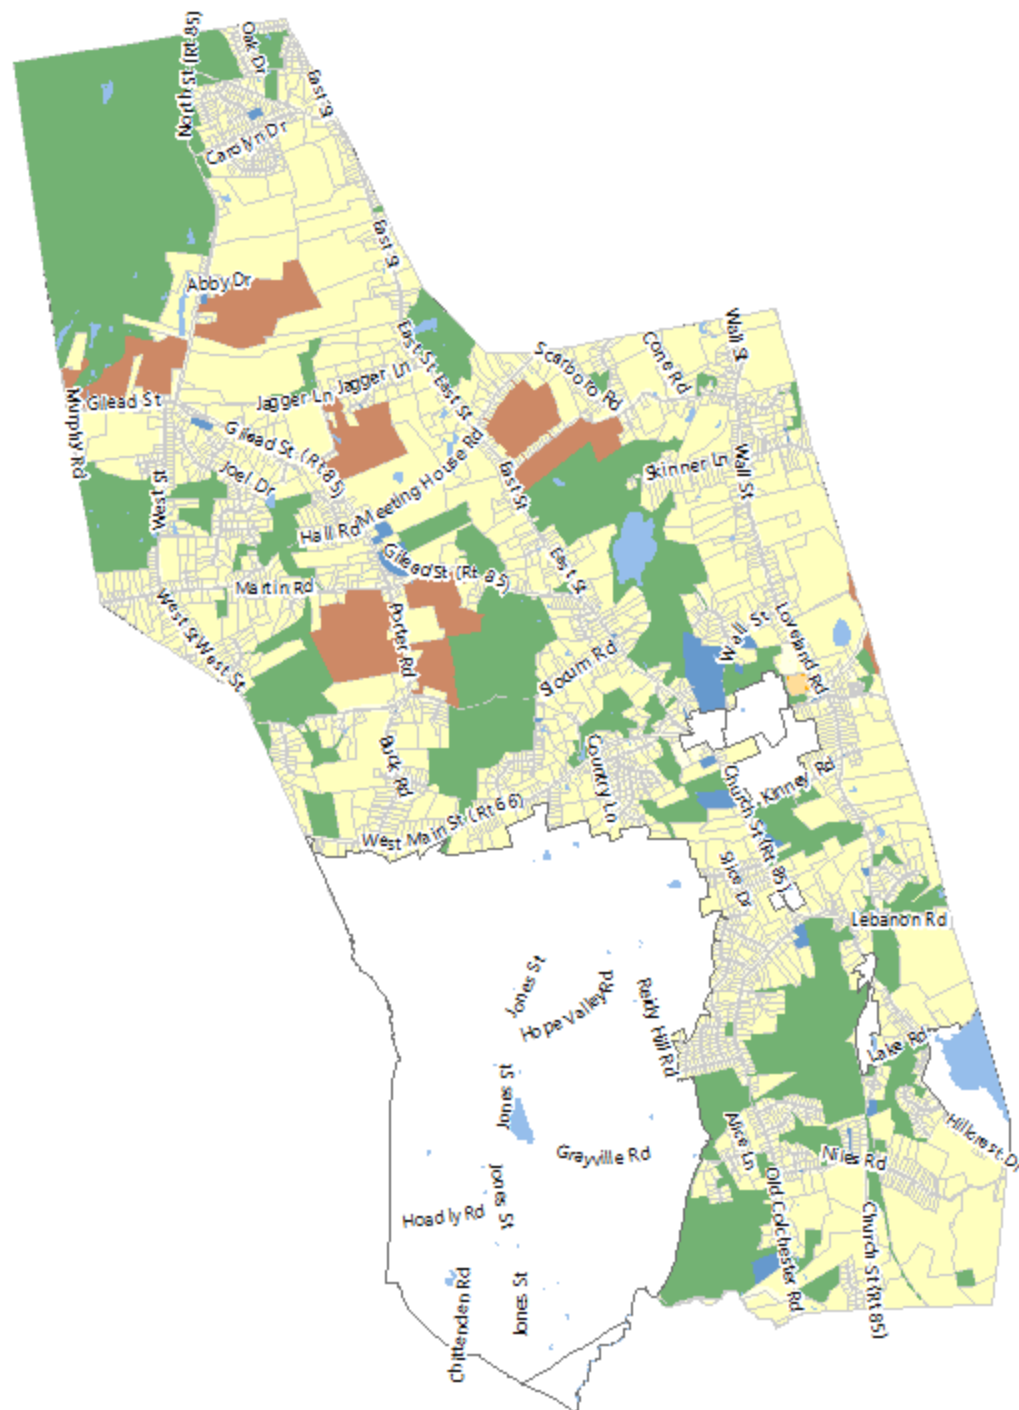 North St (Rt 85)
Oak Dr
East St
Carolyn Dr
East St
Abby Dr
Wall St
East St
East St
Scarboro Rd
Cone Rd
Jagger Ln
Jagger Ln
Gilead St
Murphy Rd
Gilead St (Rt 85)
Meeting House Rd
Skinner Ln
Wall St
Joel Dr
West St
East St
Hall Rd
Gilead St (Rt 85)
East St
Martin Rd
West St
West St
Porter Rd
Slocum Rd
Wall St
Loveland Rd
Buck Rd
Country Ln
Kinney Rd
Church St (Rt 85)
West Main St (Rt 66)
Slice Dr
Lebanon Rd
Jones St
Hope Valley Rd
Reidy Hill Rd
Lake Rd
Jones St
Hillcrest D
Alice Ln
Grayville Rd
Niles Rd
Jones St
Hoadly Rd
Old Colchester Rd
Church St (Rt 85)
Chittenden Rd
Jones St